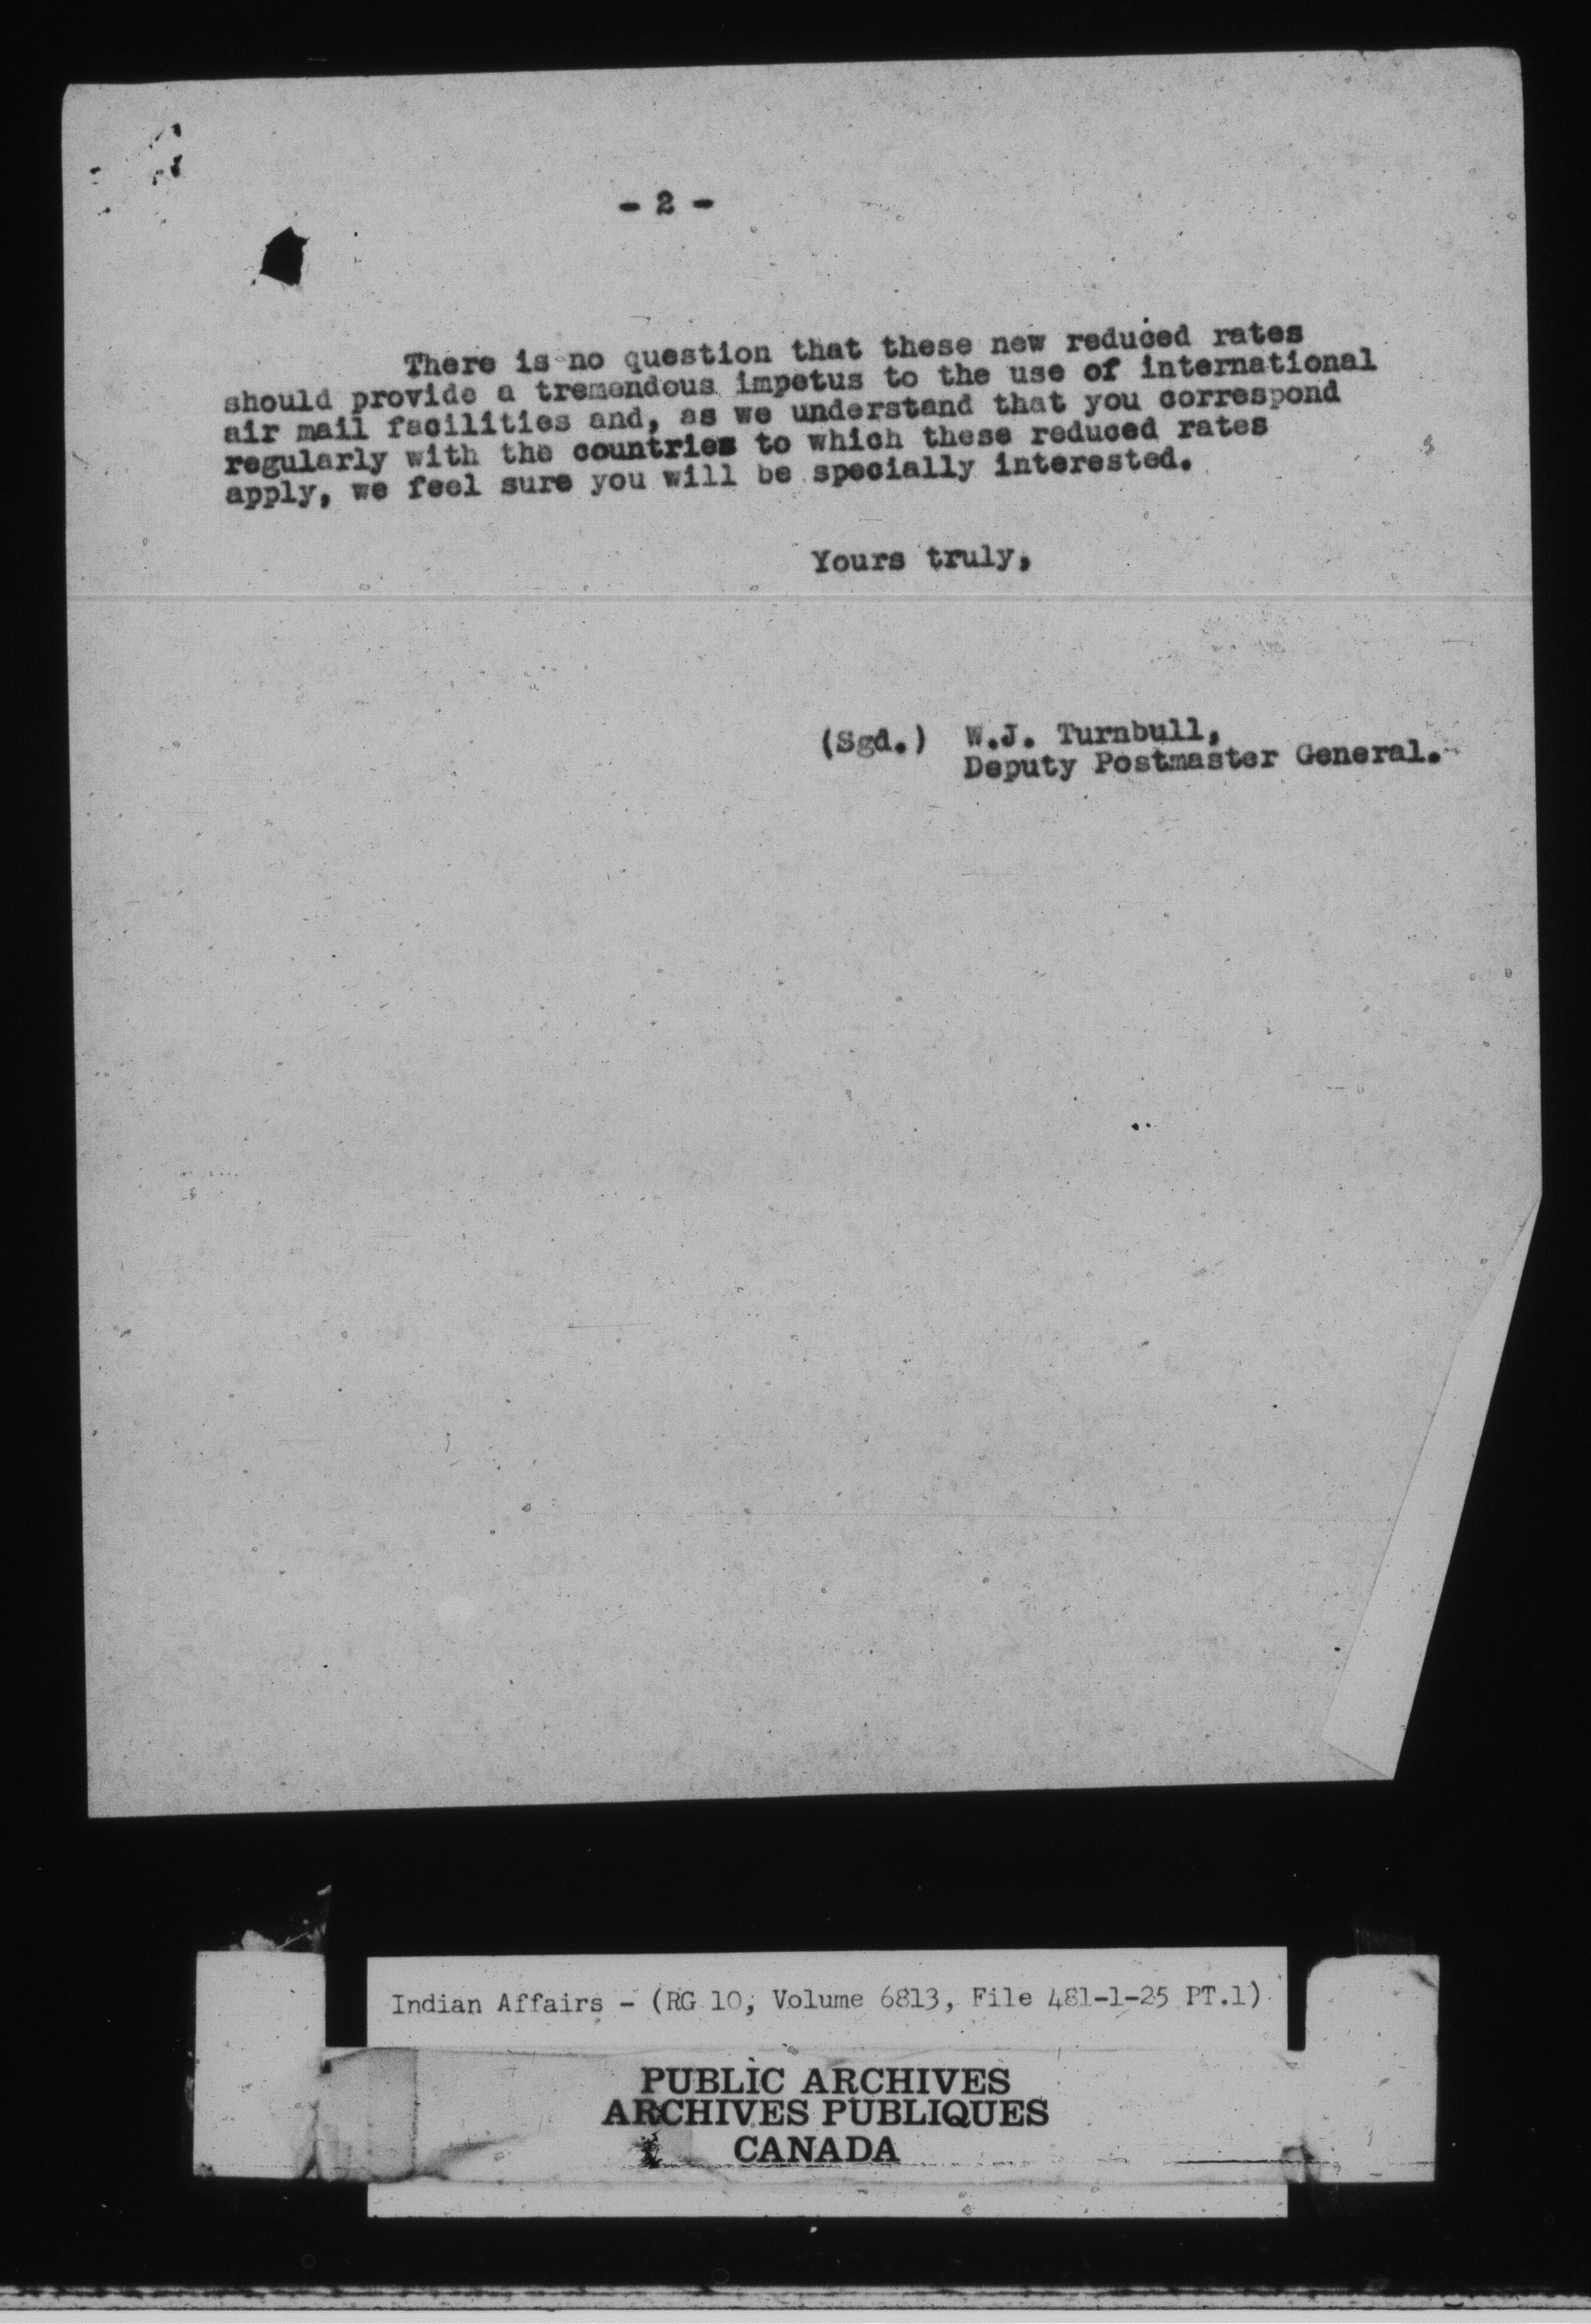 - 2 -
There is no question that these new reduced rates
should provide a tremendous impetus to the use of international
air mail facilities and, as we understand that you correspond
regularly with the countries to which these reduced rates
apply, we feel sure you will be specially interested.
Yours truly,
(Sgd.) W.J. Turnbull,
Deputy Postmaster General.
Indian Affairs - (RG 10, Volume 6813, File 481-1-25 PT.1)
PUBLIC ARCHIVES
ARCHIVES PUBLIQUES
CANADA